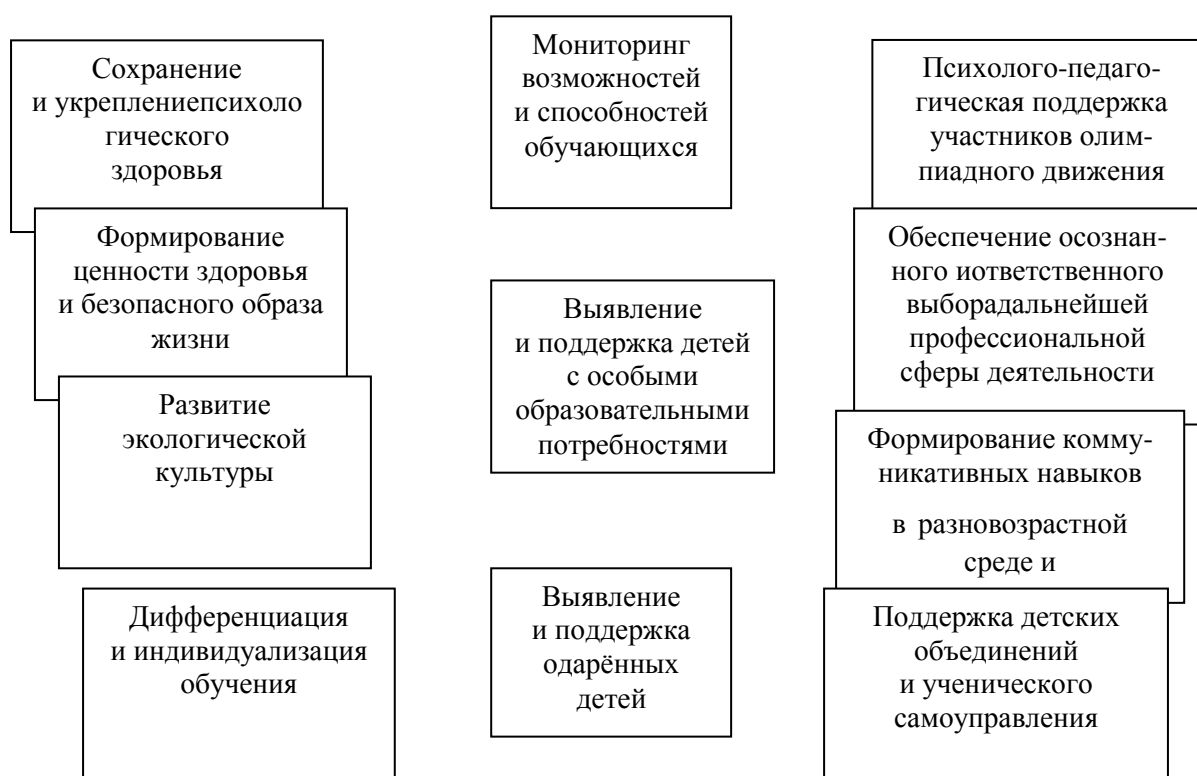 Сохранение
и укреплениепсихоло
гического
здоровья
Формирование
ценности здоровья
и безопасного образа
жизни
Развитие
экологической
культуры
Дифференциация
и индивидуализация
обучения
Мониторинг
возможностей
и способностей
обучающихся
Выявление
и поддержка детей
с особыми
образовательными
потребностями
Выявление
и поддержка
одарённых
детей
Психолого-педаго-
гическая поддержка
участников олим-
пиадного движения
Обеспечение осознан-
ного иответственного
выборадальнейшей
профессиональной
сферы деятельности
Формирование комму-
никативных навыков
в разновозрастной
среде и
Поддержка детских
объединений
и ученического
самоуправления